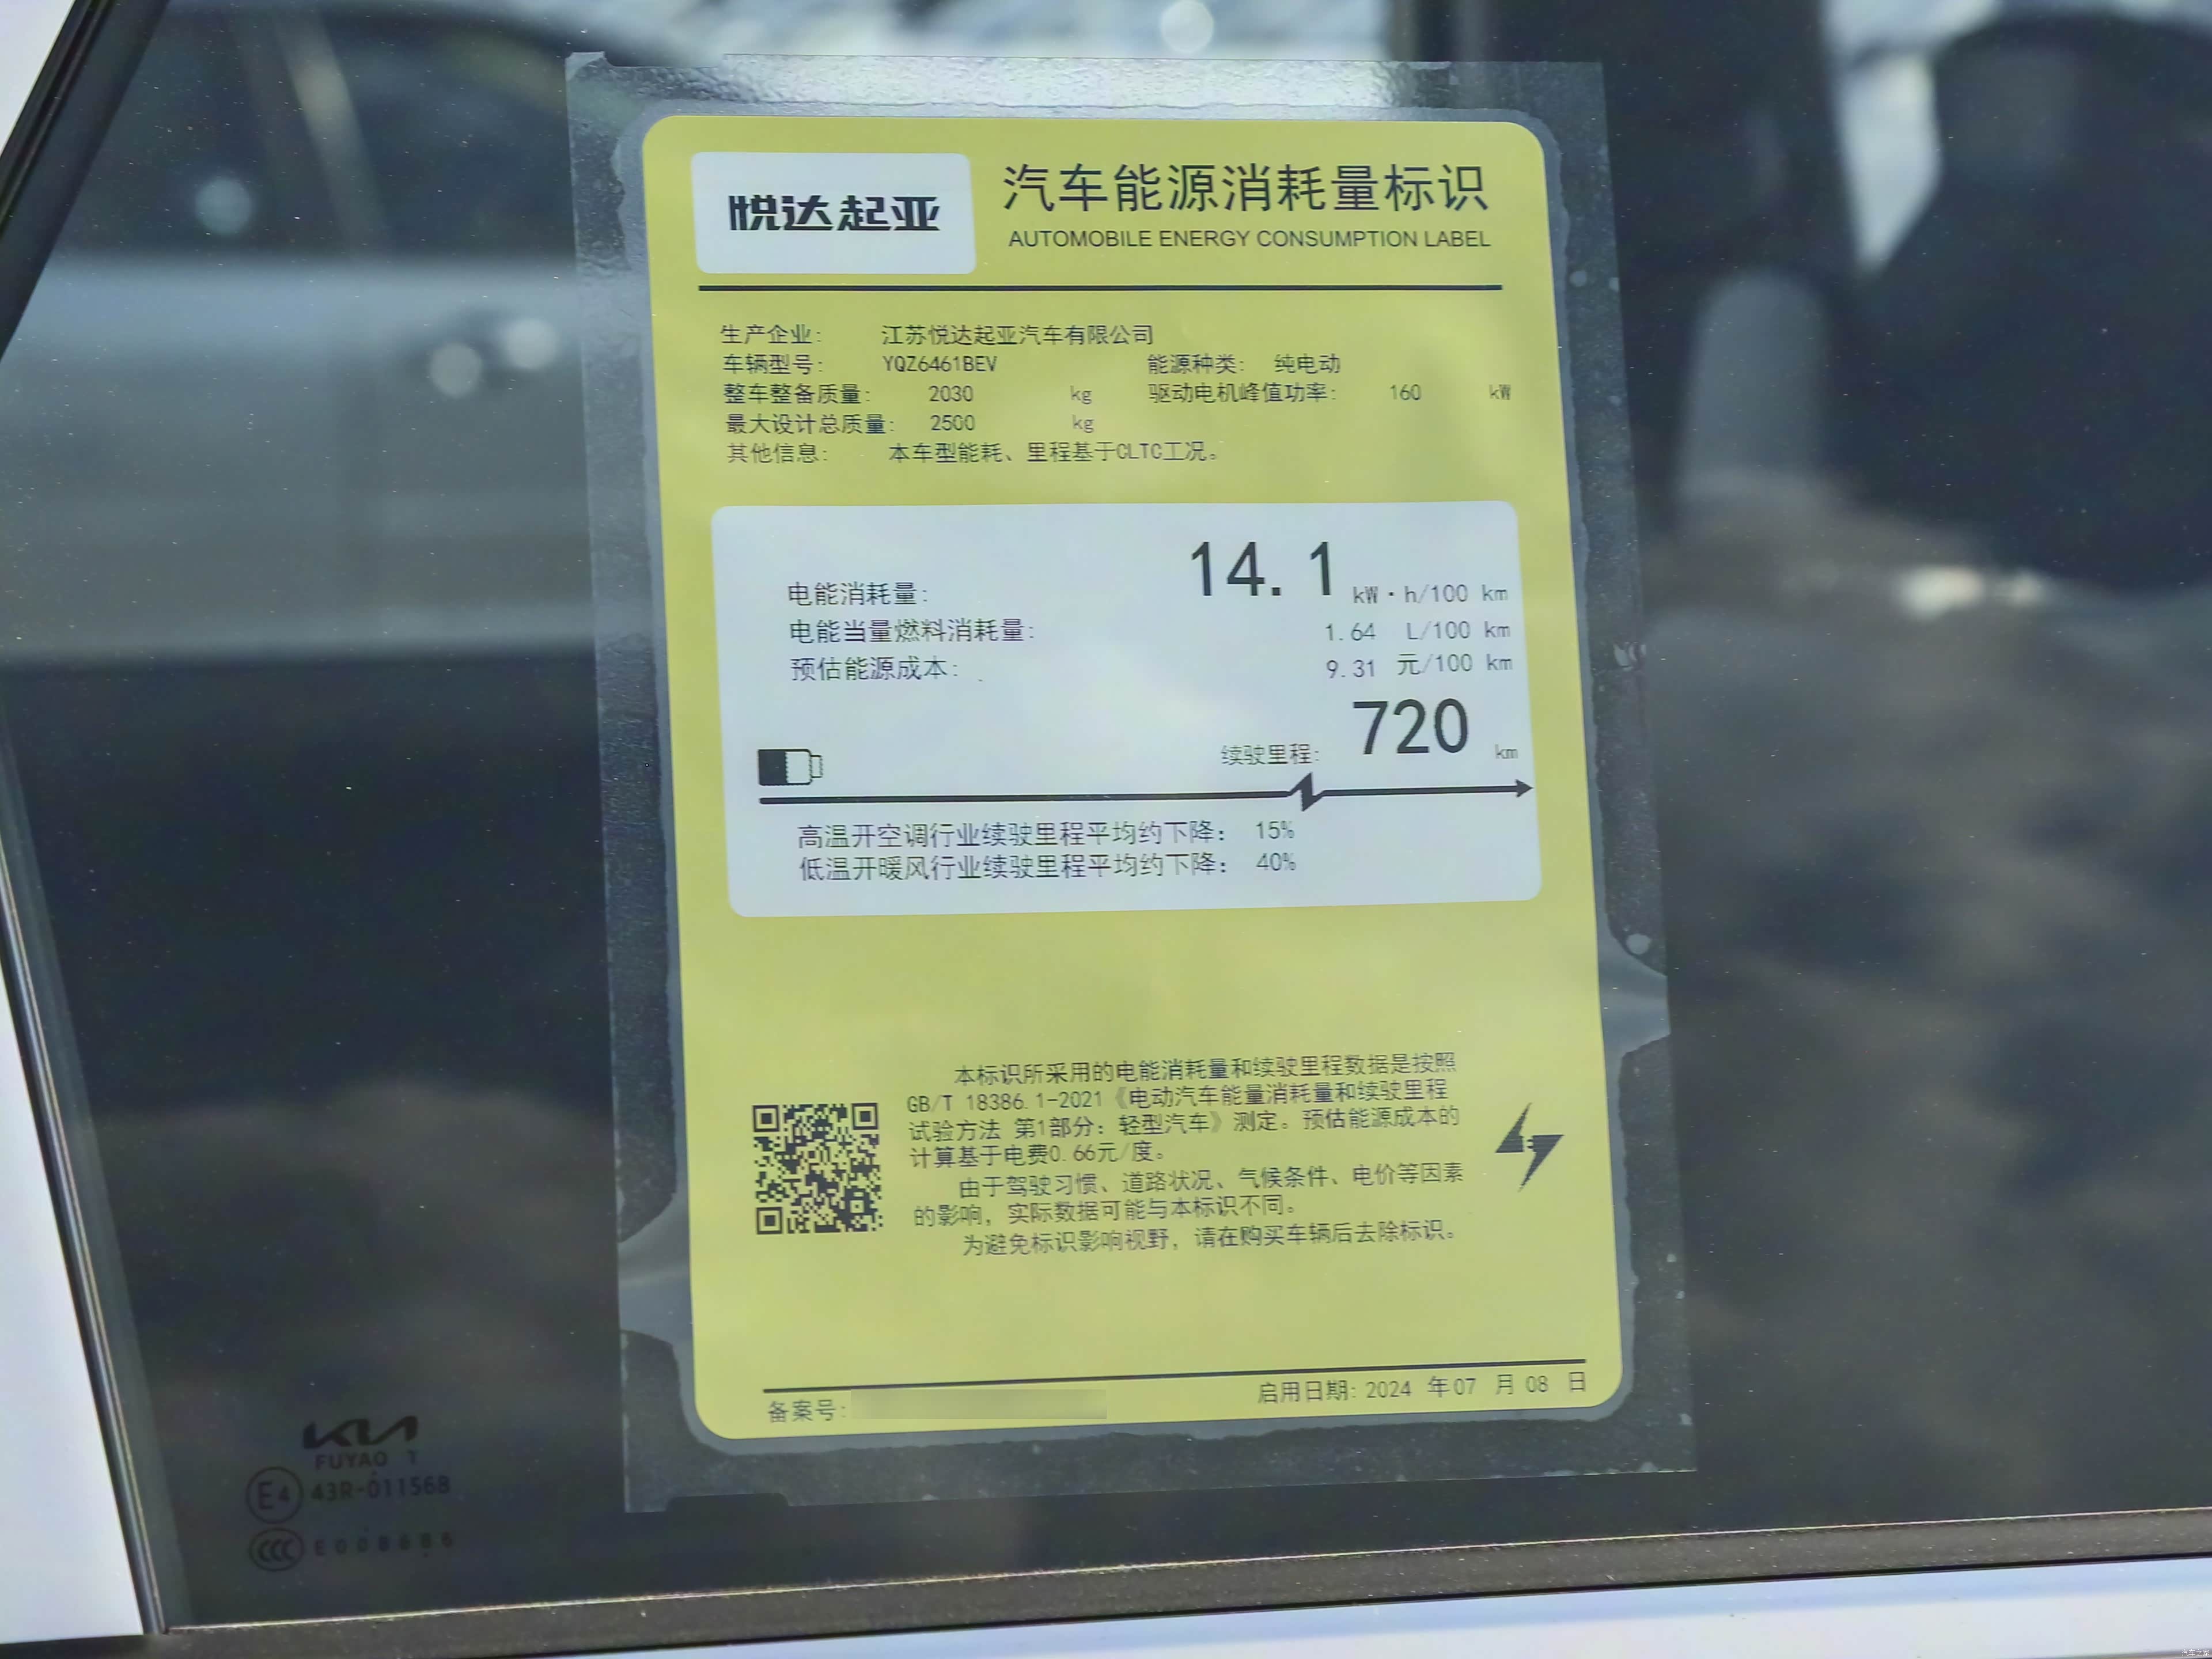 悦达起亚
汽车能源消耗量标识
AUTOMOBILE ENERGY CONSUMPTION LABEL
生产企业: 江苏悦达起亚汽车有限公司
车辆型号: YQZ6461BEV 能源种类: 纯电动
整车整备质量: 2030 kg 驱动电机峰值功率: 160 kW
最大设计总质量: 2500 kg
其他信息: 本车型能耗、里程基于CLTC工况。
电能消耗量: 14.1 kW·h/100 km
电能当量燃料消耗量: 1.64 L/100 km
预估能源成本: 9.31 元/100 km
续驶里程: 720 km
高温开空调行业续驶里程平均约下降: 15%
低温开暖风行业续驶里程平均约下降: 40%
本标识所采用的电能消耗量和续驶里程数据是按照
GB/T 18386.1-2021《电动汽车能量消耗量和续驶里程
试验方法 第1部分: 轻型汽车》测定。预估能源成本的
计算基于电费0.66元/度。
由于驾驶习惯、道路状况、气候条件、电价等因素
的影响, 实际数据可能与本标识不同。
为避免标识影响视野, 请在购买车辆后去除标识。
备案号:
启用日期: 2024 年07 月 08 日
KIA
FUYAO T
E4 43R-011568
CCC E008686
汽车之家